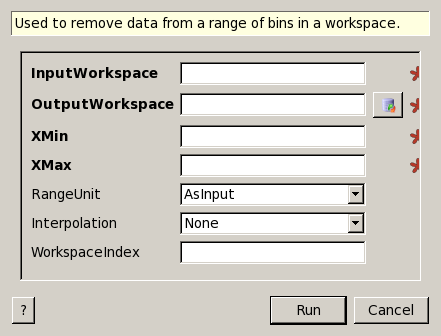 Used to remove data from a range of bins in a workspace.
InputWorkspace
OutputWorkspace
XMin
XMax
RangeUnit AsInput
Interpolation None
WorkspaceIndex
? Run Cancel